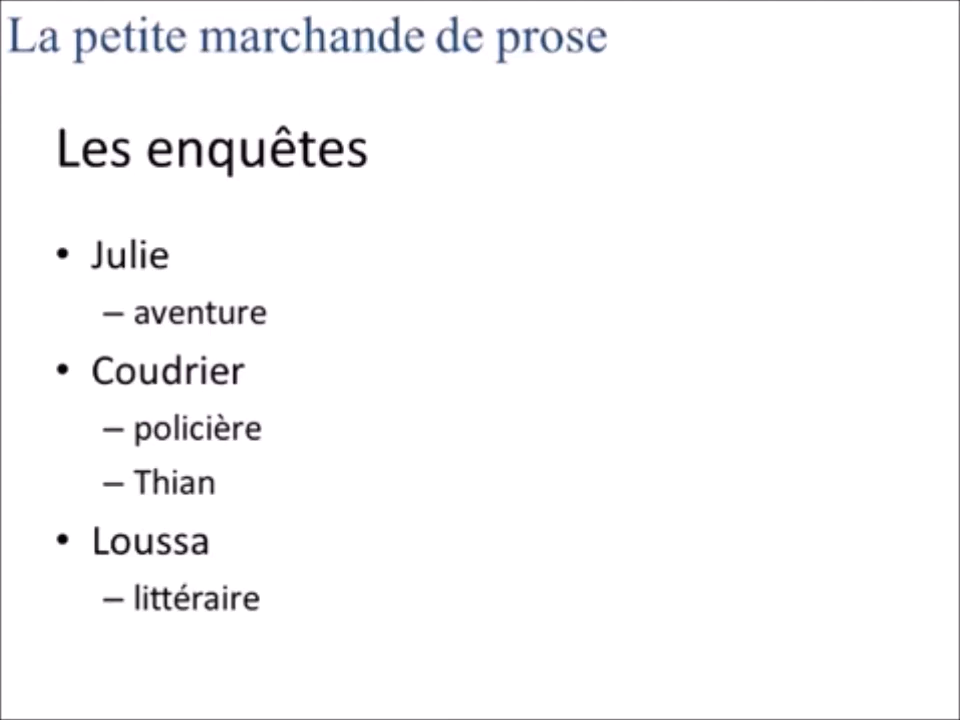 La petite marchande de prose
Les enquêtes
• Julie
– aventure
• Coudrier
– policière
– Thian
• Loussa
– littéraire